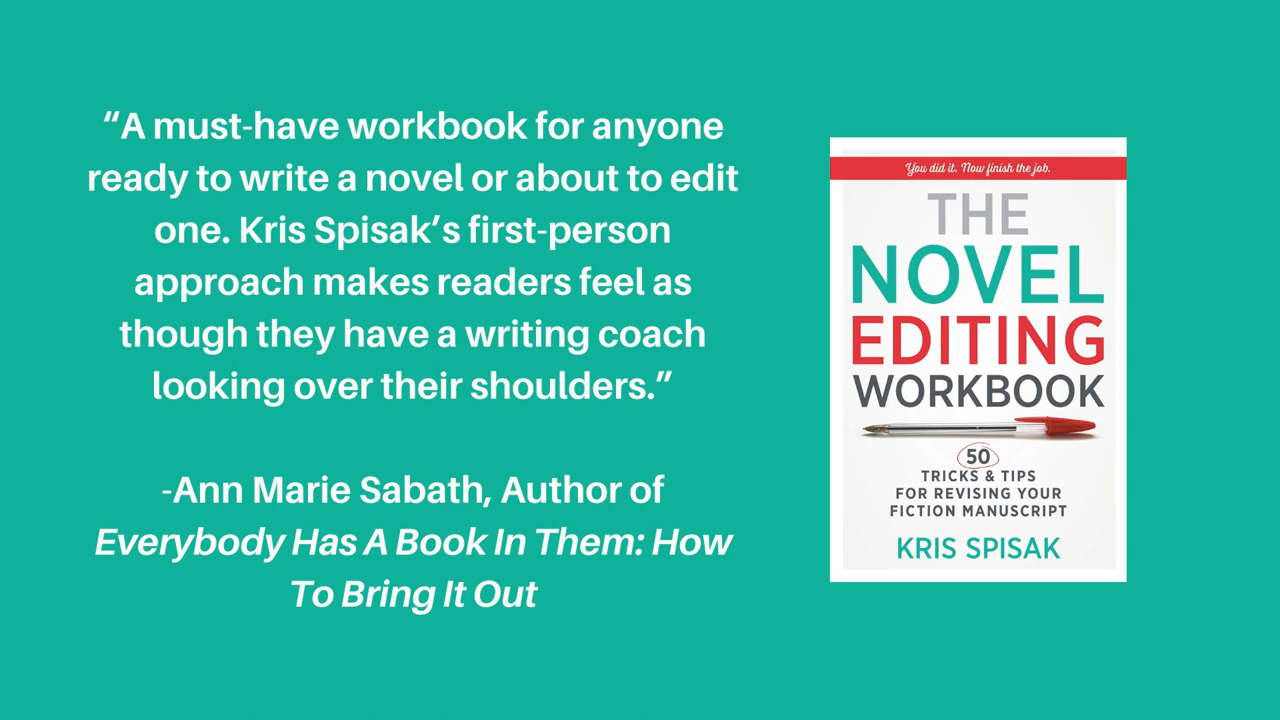 “A must-have workbook for anyone
ready to write a novel or about to edit
one. Kris Spisak’s first-person
approach makes readers feel as
though they have a writing coach
looking over their shoulders.”
-Ann Marie Sabath, Author of
Everybody Has A Book In Them: How
To Bring It Out
You did it. Now finish the job.
THE
NOVEL
EDITING
WORKBOOK
50
TRICKS & TIPS
FOR REVISING YOUR
FICTION MANUSCRIPT
KRIS SPISAK